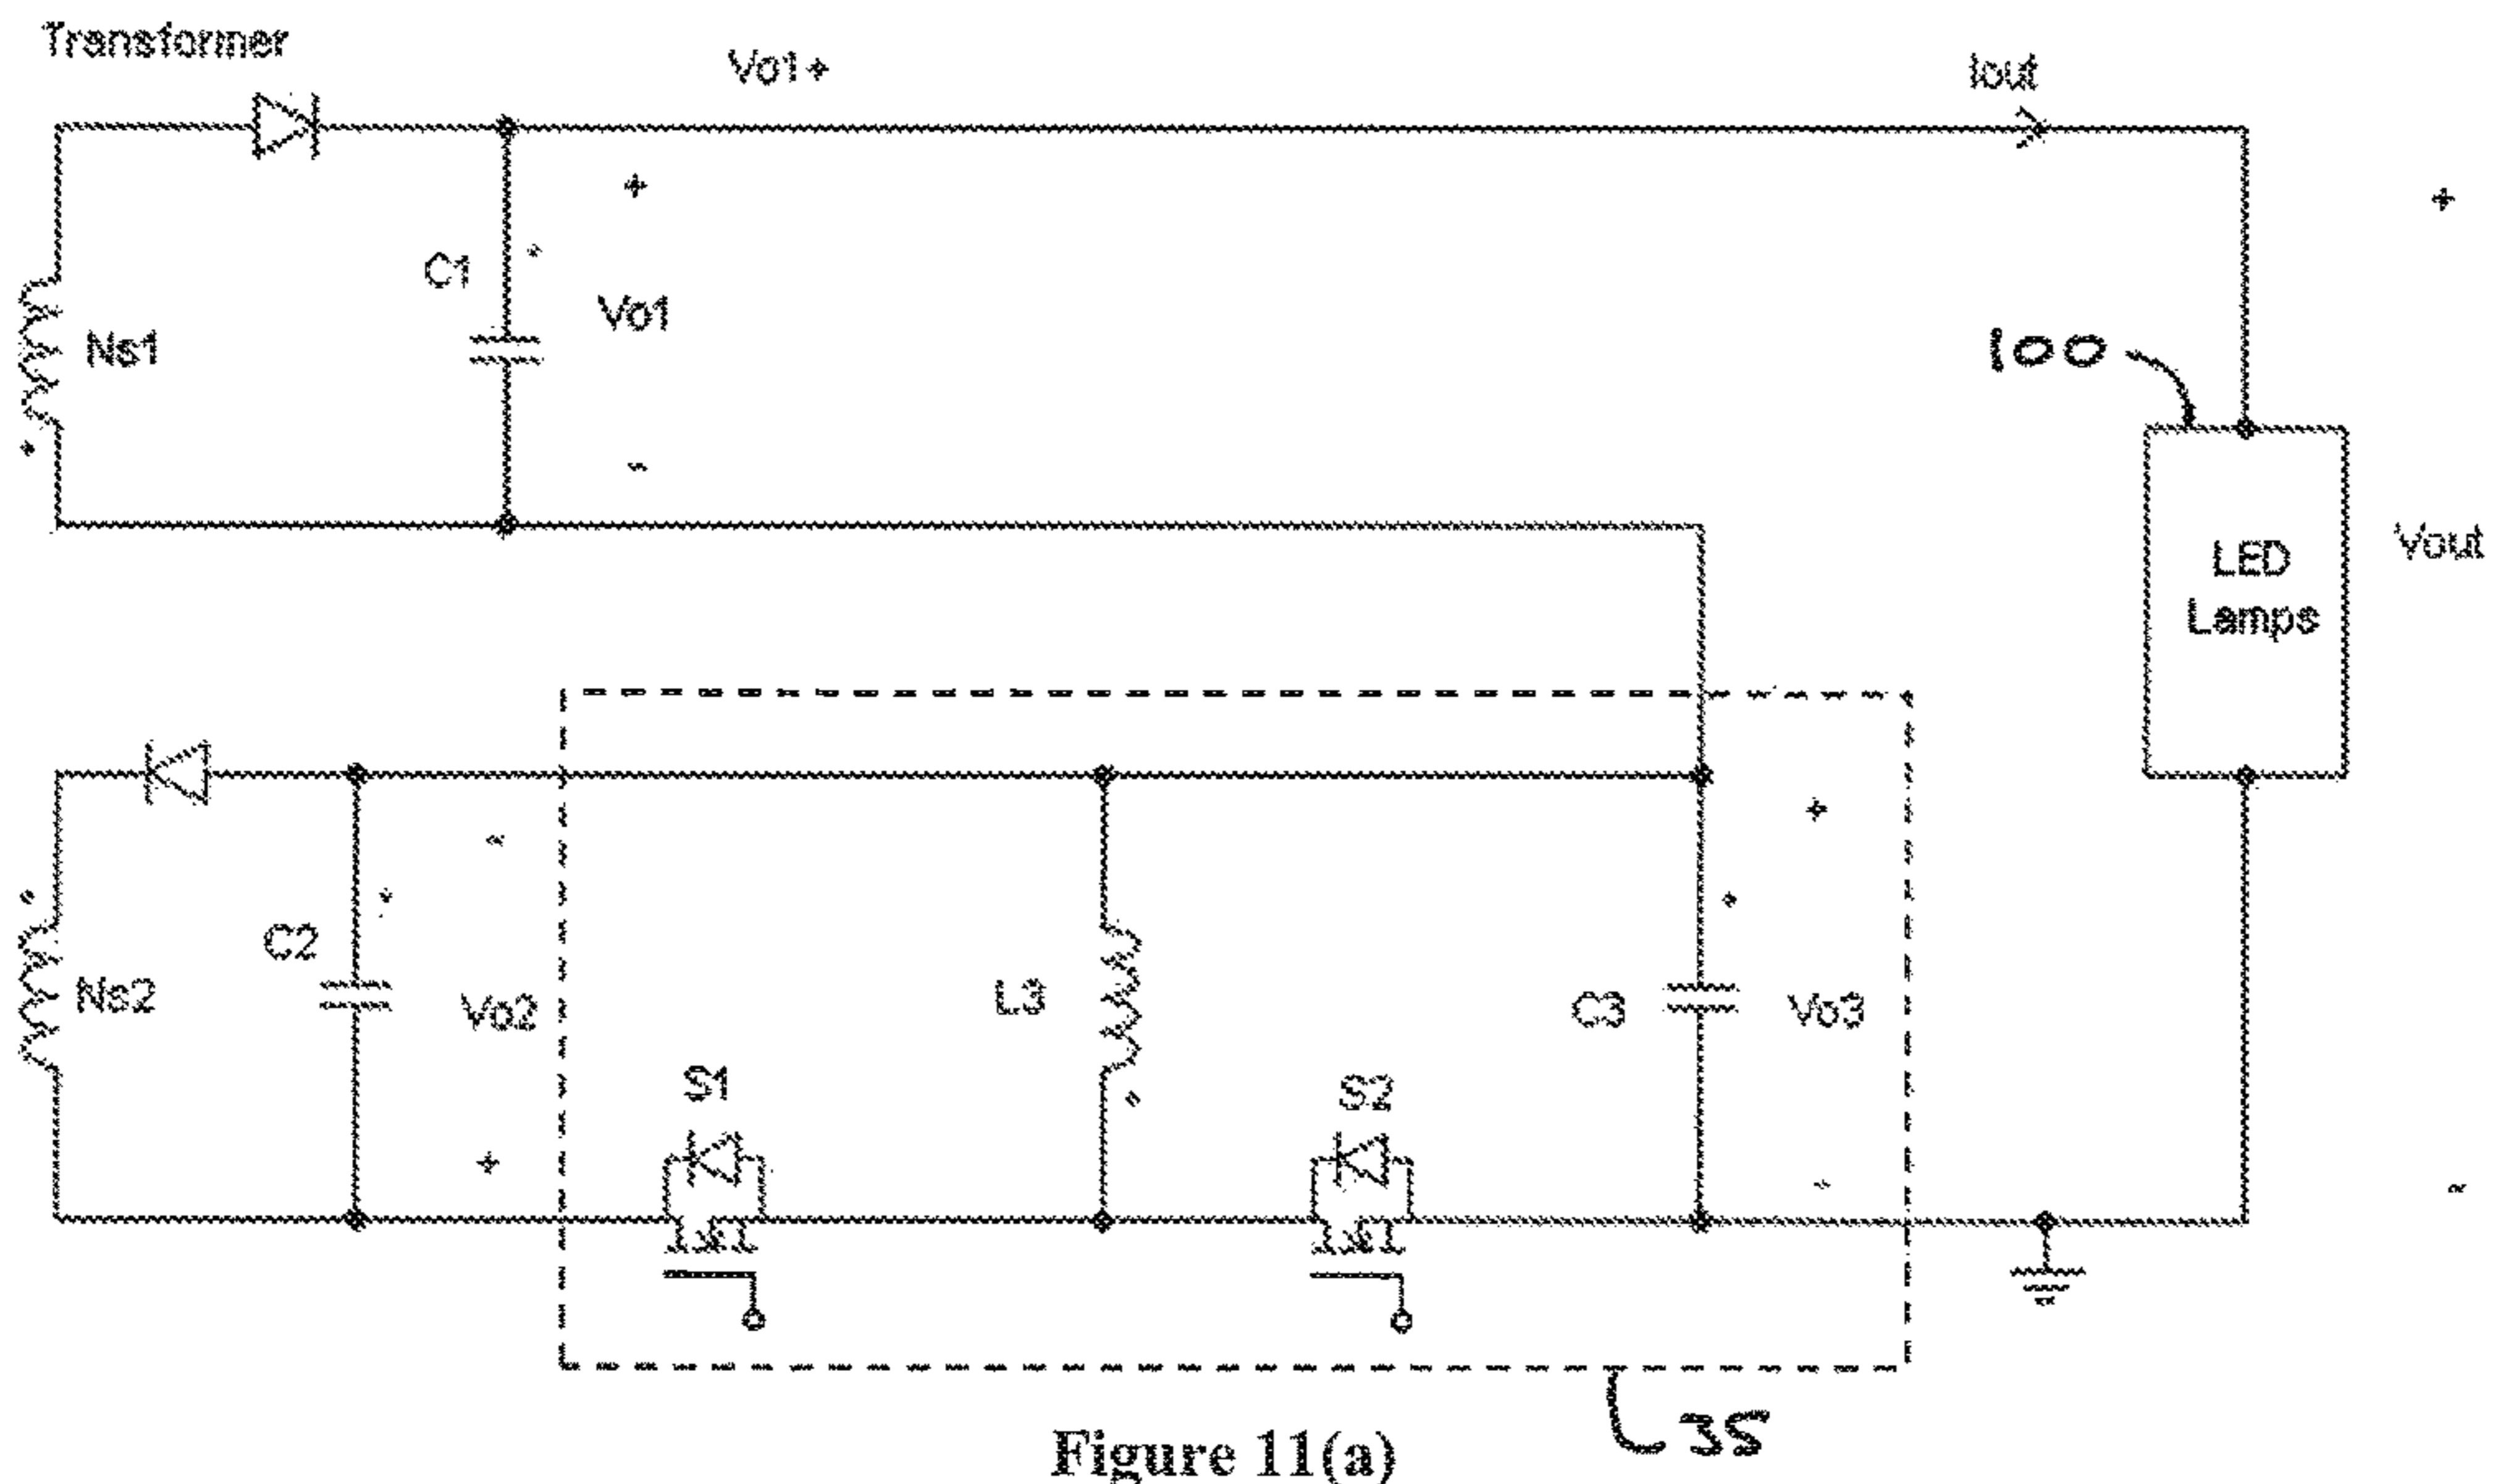 Transformer
Vo1+
Iout
+
+
C1
Vo1
Ns1
100
-
LED
Lamps
Vout
+
-
C2
Ns2
Vo2
L3
C3
Vo3
S1
S2
+
-
-
35
Figure 11(a)